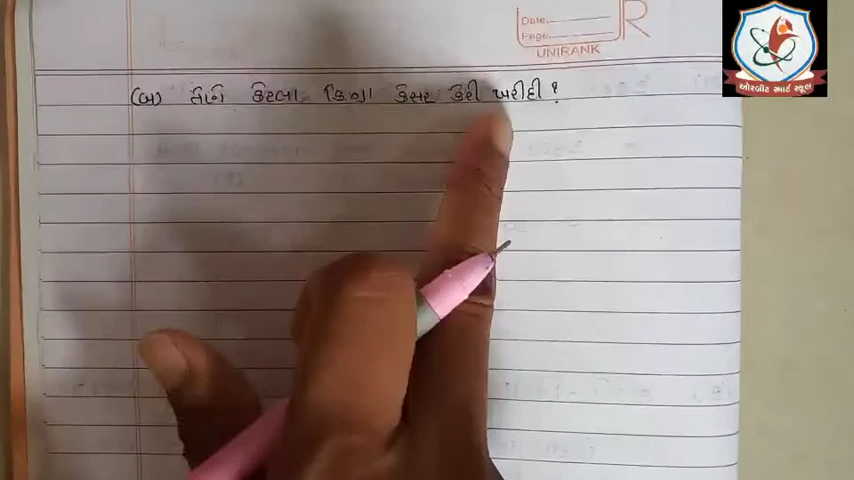 Date.
Page.
UNIRANK
R
(બ) તેણે કેટલા કિગ્રા કેસર કેરી ખરીદી ?
ઓરબીટ સ્માર્ટ સ્કૂલ